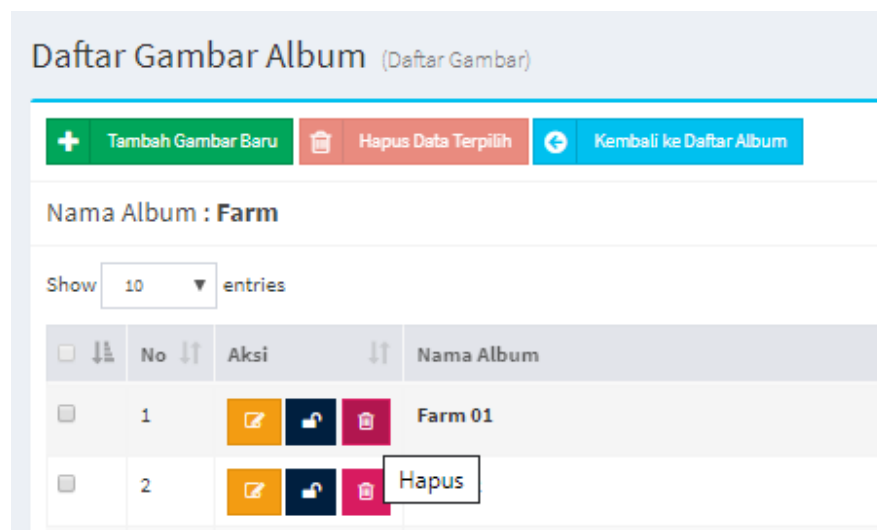 Daftar Gambar Album (Daftar Gambar)
Tambah Gambar Baru Hapus Data Terpilih Kembali ke Daftar Album
Nama Album : Farm
Show 10 entries
No Aksi Nama Album
1 Farm 01
2
Hapus